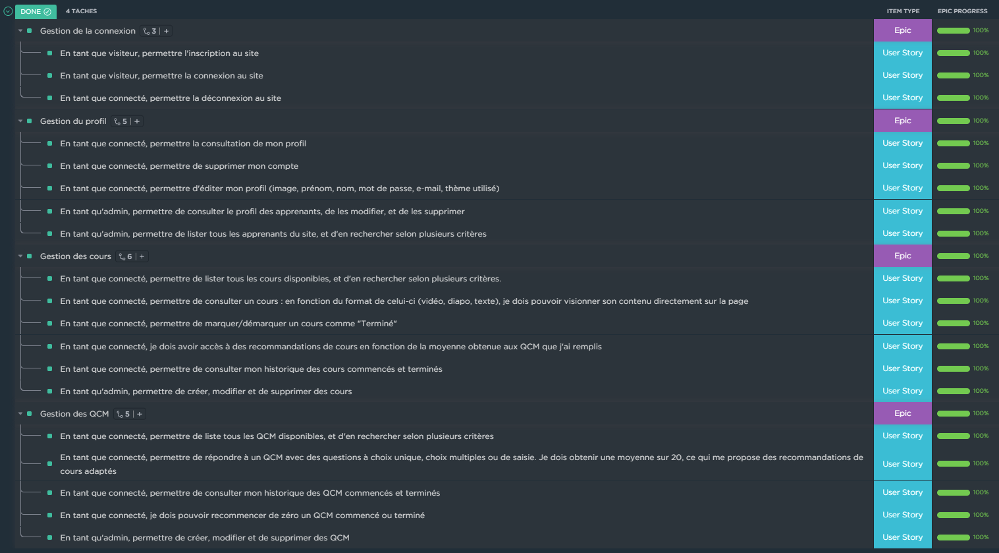 DONE 4 TACHES ITEM TYPE EPIC PROGRESS
Gestion de la connexion 3 | + Epic 100%
En tant que visiteur, permettre l'inscription au site User Story 100%
En tant que visiteur, permettre la connexion au site User Story 100%
En tant que connecté, permettre la déconnexion au site User Story 100%
Gestion du profil 5 | + Epic 100%
En tant que connecté, permettre la consultation de mon profil User Story 100%
En tant que connecté, permettre de supprimer mon compte User Story 100%
En tant que connecté, permettre d'éditer mon profil (image, prénom, nom, mot de passe, e-mail, thème utilisé) User Story 100%
En tant qu'admin, permettre de consulter le profil des apprenants, de les modifier, et de les supprimer User Story 100%
En tant qu'admin, permettre de lister tous les apprenants du site, et d'en rechercher selon plusieurs critères User Story 100%
Gestion des cours 6 | + Epic 100%
En tant que connecté, permettre de lister tous les cours disponibles, et d'en rechercher selon plusieurs critères. User Story 100%
En tant que connecté, permettre de consulter un cours : en fonction du format de celui-ci (vidéo, diapo, texte), je dois pouvoir visionner son contenu directement sur la page User Story 100%
En tant que connecté, permettre de marquer/démarquer un cours comme "Terminé" User Story 100%
En tant que connecté, je dois avoir accès à des recommandations de cours en fonction de la moyenne obtenue aux QCM que j'ai remplis User Story 100%
En tant que connecté, permettre de consulter mon historique des cours commencés et terminés User Story 100%
En tant qu'admin, permettre de créer, modifier et de supprimer des cours User Story 100%
Gestion des QCM 5 | + Epic 100%
En tant que connecté, permettre de liste tous les QCM disponibles, et d'en rechercher selon plusieurs critères User Story 100%
En tant que connecté, permettre de répondre à un QCM avec des questions à choix unique, choix multiples ou de saisie. Je dois obtenir une moyenne sur 20, ce qui me propose des recommandations de
cours adaptés User Story 100%
En tant que connecté, permettre de consulter mon historique des QCM commencés et terminés User Story 100%
En tant que connecté, je dois pouvoir recommencer de zéro un QCM commencé ou terminé User Story 100%
En tant qu'admin, permettre de créer, modifier et de supprimer des QCM User Story 100%